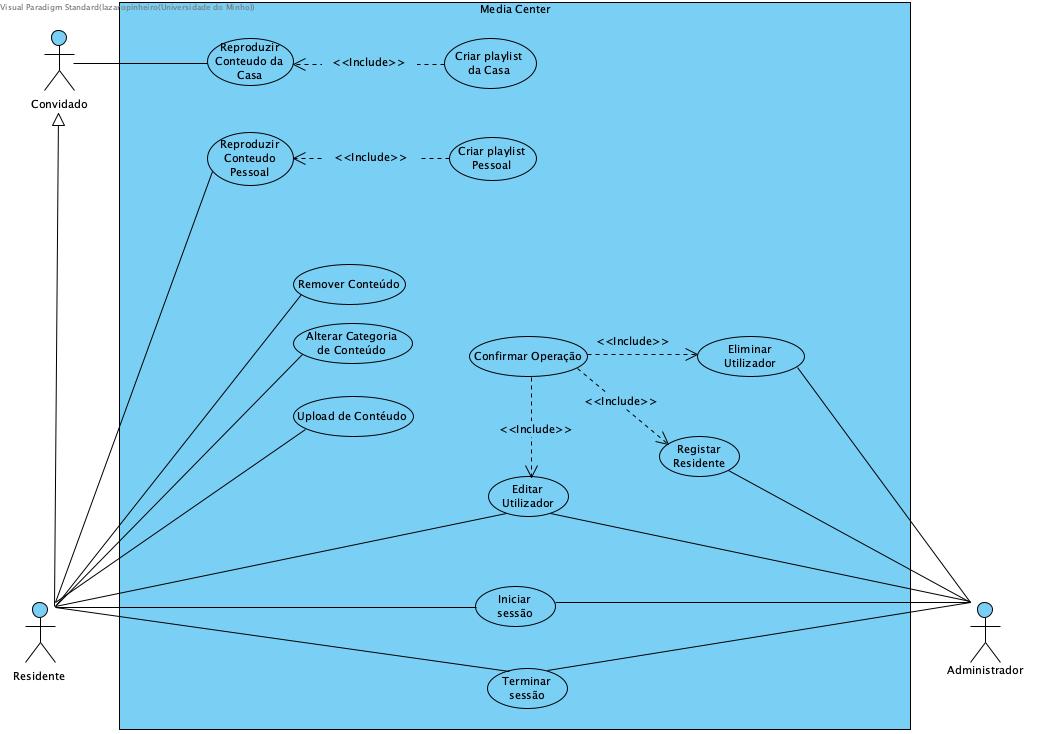 Visual Paradigm Standard(lazaropinheiro(Universidade do Minho))
Media Center
Convidado
Reproduzir
Conteudo da
Casa
<<Include>>
Criar playlist
da Casa
Reproduzir
Conteudo
Pessoal
<<Include>>
Criar playlist
Pessoal
Remover Conteúdo
Alterar Categoria
de Conteúdo
Upload de Contéudo
Confirmar Operação
<<Include>>
Eliminar
Utilizador
<<Include>>
<<Include>>
Registar
Residente
Editar
Utilizador
Iniciar
sessão
Terminar
sessão
Residente
Administrador